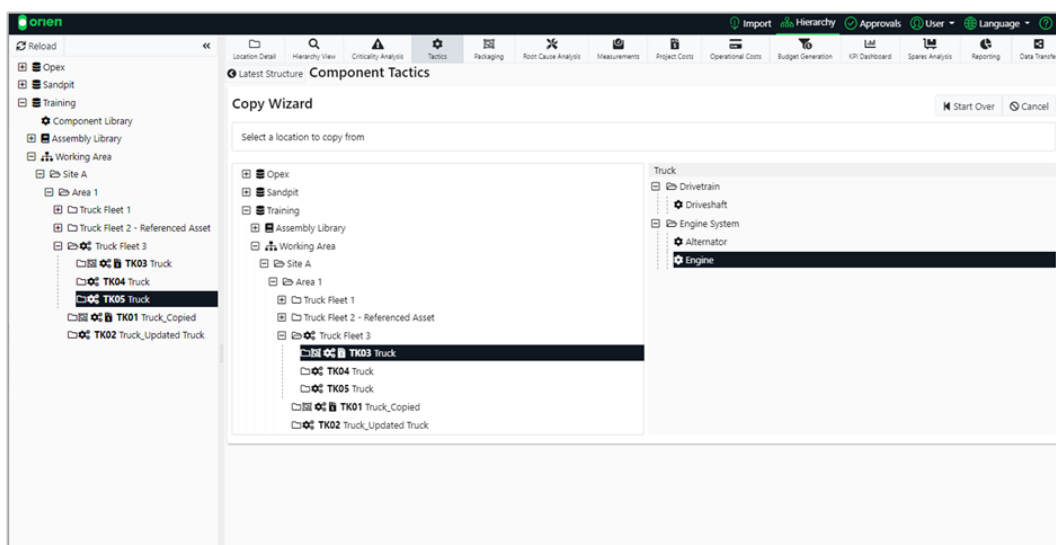 orien
Import Hierarchy Approvals User Language
Reload
Location Detail Hierarchy View Criticality Analysis Tactics Packaging Root Cause Analysis Measurements Project Costs Operational Costs Budget Generation KPI Dashboard Spares Analysis Reporting Data Transfe
Opex
Sandpit
Training
Component Library
Assembly Library
Working Area
Site A
Area 1
Truck Fleet 1
Truck Fleet 2 - Referenced Asset
Truck Fleet 3
TK03 Truck
TK04 Truck
TK05 Truck
TK01 Truck_Copied
TK02 Truck_Updated Truck
Latest Structure Component Tactics
Copy Wizard
Start Over Cancel
Select a location to copy from
Opex
Sandpit
Training
Assembly Library
Working Area
Site A
Area 1
Truck Fleet 1
Truck Fleet 2 - Referenced Asset
Truck Fleet 3
TK03 Truck
TK04 Truck
TK05 Truck
TK01 Truck_Copied
TK02 Truck_Updated Truck
Truck
Drivetrain
Driveshaft
Engine System
Alternator
Engine